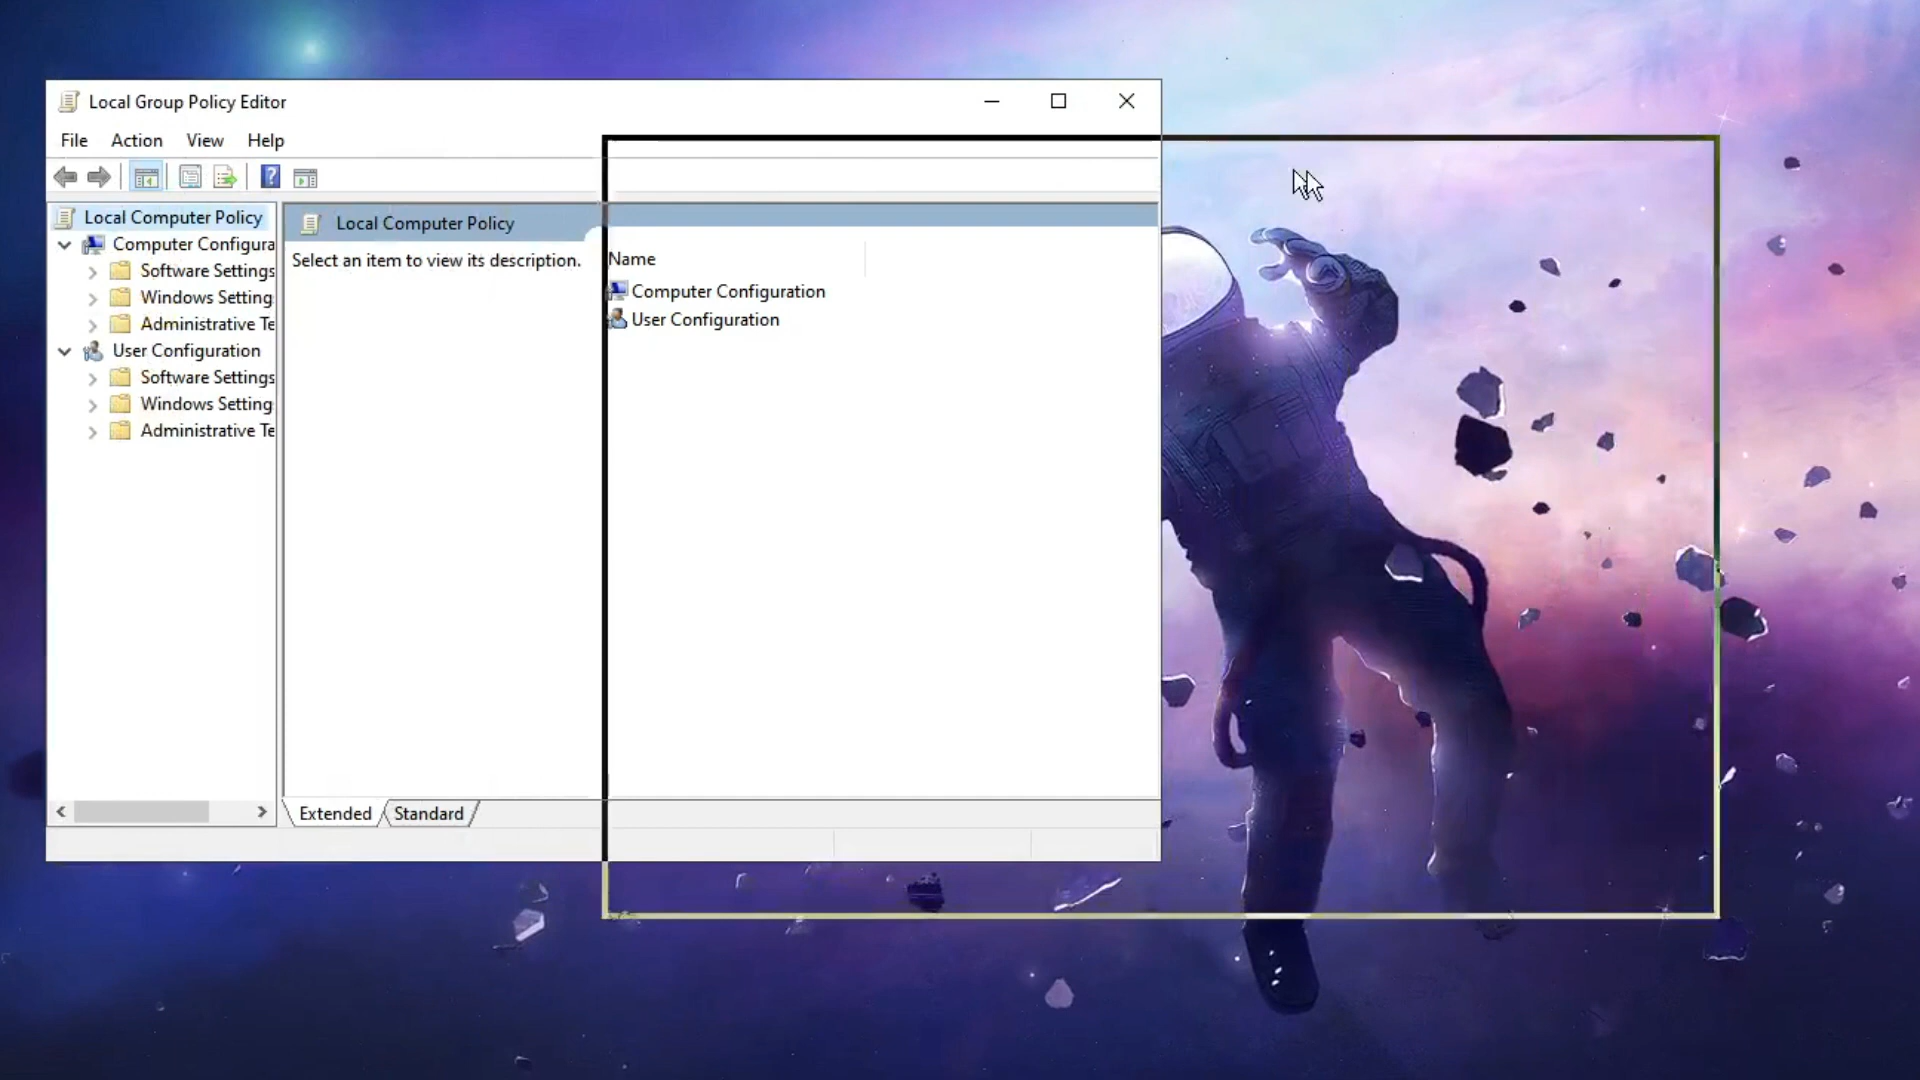 Local Group Policy Editor
File Action View Help
Local Computer Policy
Computer Configura
Software Settings
Windows Setting
Administrative Te
User Configuration
Software Settings
Windows Setting
Administrative Te
Local Computer Policy
Select an item to view its description.
Name
Computer Configuration
User Configuration
Extended Standard